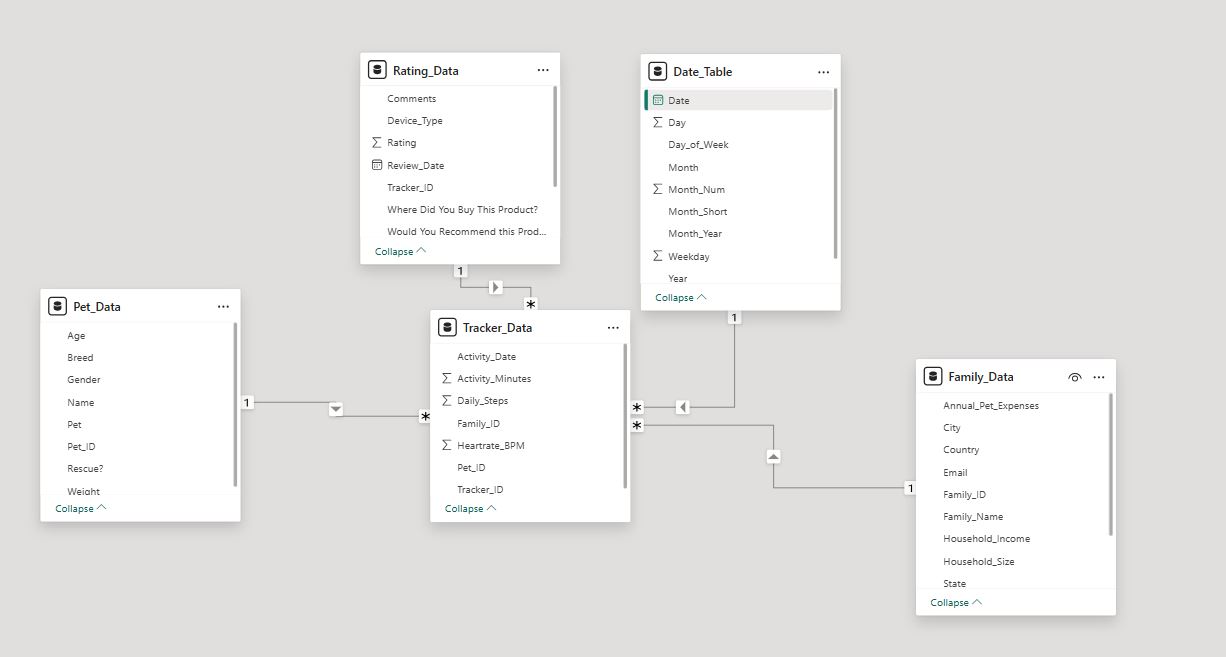 Rating_Data
Comments
Device_Type
Rating
Review_Date
Tracker_ID
Where Did You Buy This Product?
Would You Recommend this Prod...
Collapse
Date_Table
Date
Day
Day_of_Week
Month
Month_Num
Month_Short
Month_Year
Weekday
Year
Collapse
Pet_Data
Age
Breed
Gender
Name
Pet
Pet_ID
Rescue?
Weight
Collapse
Tracker_Data
Activity_Date
Activity_Minutes
Daily_Steps
Family_ID
Heartrate_BPM
Pet_ID
Tracker_ID
Collapse
Family_Data
Annual_Pet_Expenses
City
Country
Email
Family_ID
Family_Name
Household_Income
Household_Size
State
Collapse
1
*
1
*
1
*
*
1